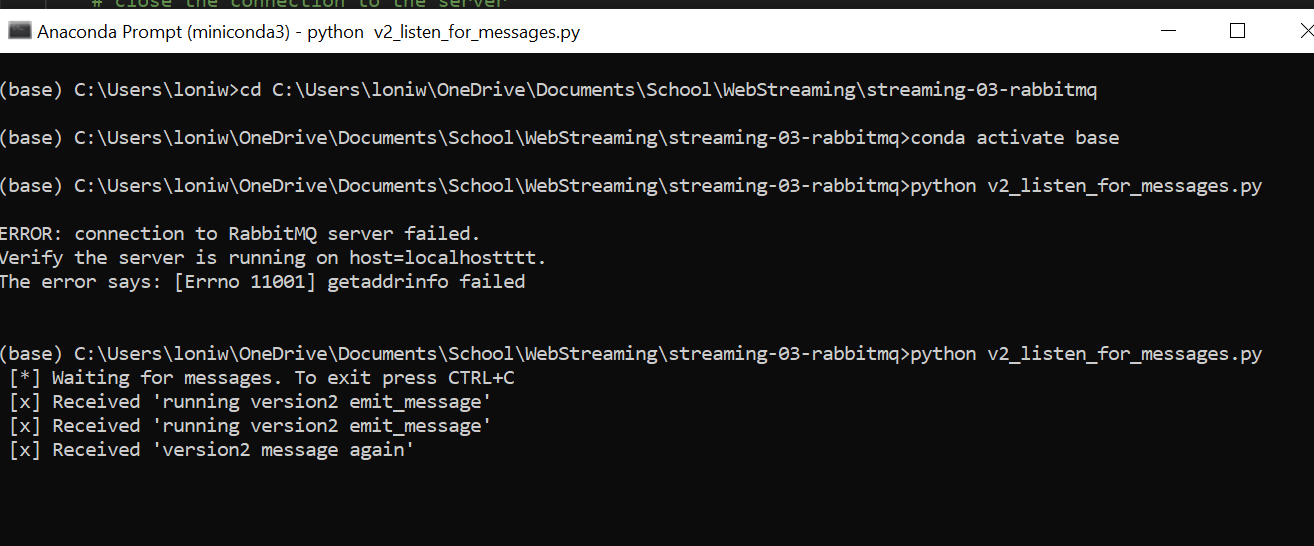 # close the connection to the server
Anaconda Prompt (miniconda3) - python  v2_listen_for_messages.py
(base) C:\Users\loniw>cd C:\Users\loniw\OneDrive\Documents\School\WebStreaming\streaming-03-rabbitmq
(base) C:\Users\loniw\OneDrive\Documents\School\WebStreaming\streaming-03-rabbitmq>conda activate base
(base) C:\Users\loniw\OneDrive\Documents\School\WebStreaming\streaming-03-rabbitmq>python v2_listen_for_messages.py
ERROR: connection to RabbitMQ server failed.
Verify the server is running on host=localhostttt.
The error says: [Errno 11001] getaddrinfo failed
(base) C:\Users\loniw\OneDrive\Documents\School\WebStreaming\streaming-03-rabbitmq>python v2_listen_for_messages.py
[*] Waiting for messages. To exit press CTRL+C
[x] Received 'running version2 emit_message'
[x] Received 'running version2 emit_message'
[x] Received 'version2 message again'